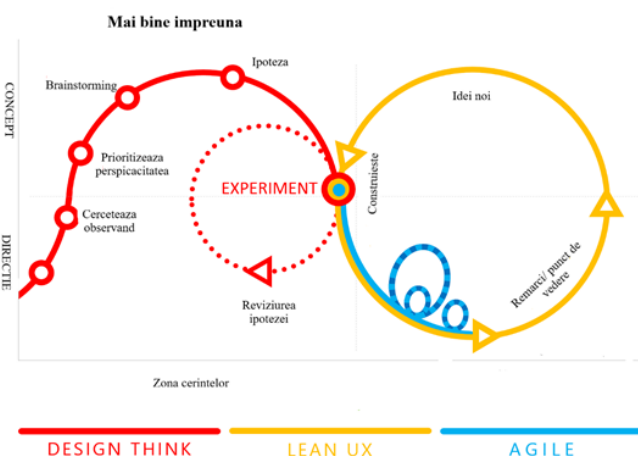 Mai bine impreuna
Ipoteza
Brainstorming
Idei noi
CONCEPT
Prioritizeaza
perspicacitatea
EXPERIMENT
Construieste
Cerceteaza
observand
DIRECTIE
Remarci/ punct de
vedere
Reviziurea
ipotezei
Zona cerintelor
DESIGN THINK
LEAN UX
AGILE